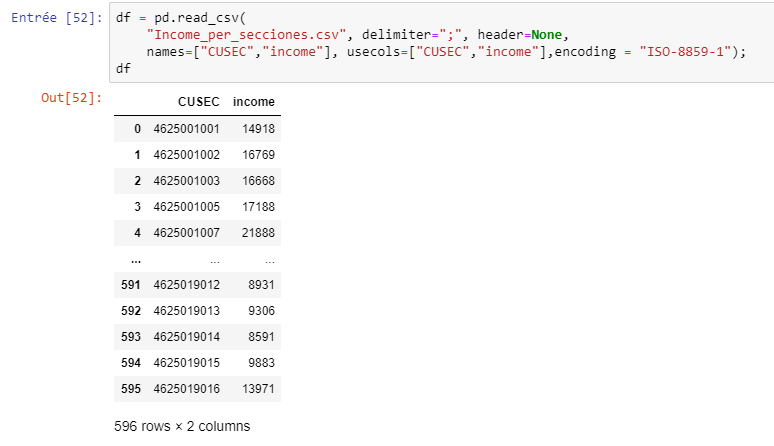 Entrée [52]: df = pd.read_csv(
"Income_per_secciones.csv", delimiter=";", header=None,
names=["CUSEC","income"], usecols=["CUSEC","income"],encoding = "ISO-8859-1");
df
Out[52]:
CUSEC income
0 4625001001 14918
1 4625001002 16769
2 4625001003 16668
3 4625001005 17188
4 4625001007 21888
... ... ...
591 4625019012 8931
592 4625019013 9306
593 4625019014 8591
594 4625019015 9883
595 4625019016 13971
596 rows × 2 columns